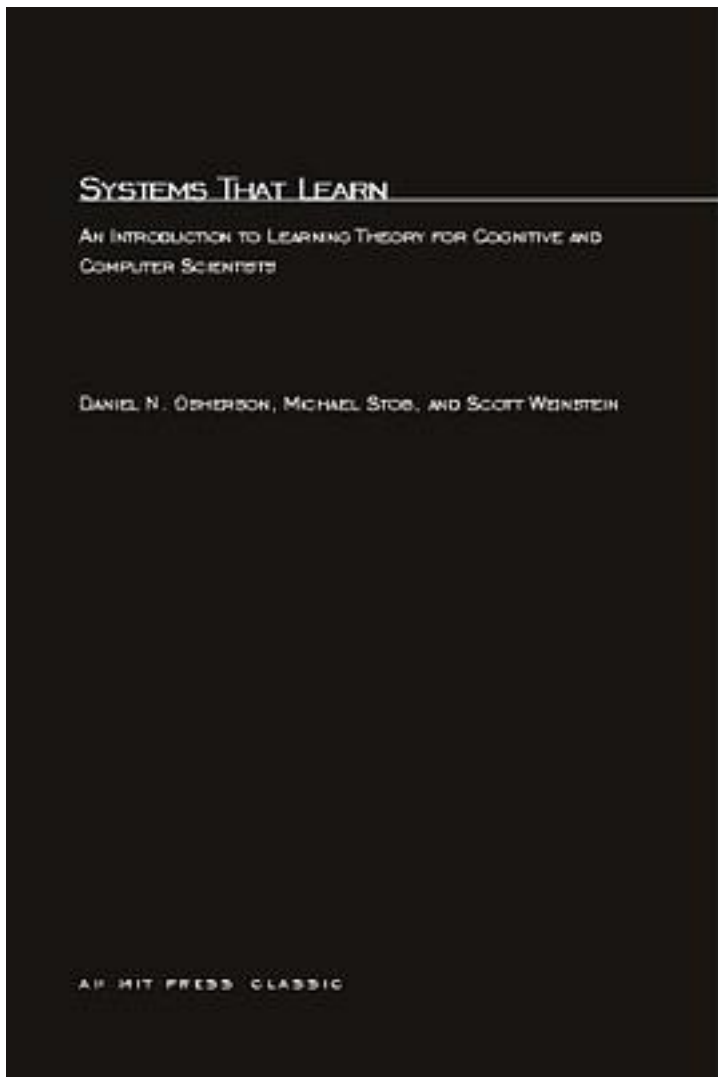 SYSTEMS THAT LEARN
AN INTRODUCTION TO LEARNING THEORY FOR COGNITIVE AND
COMPUTER SCIENTISTS
DANIEL N. OSHERSON, MICHAEL STOB, AND SCOTT WEINSTEIN
AN MIT PRESS CLASSIC